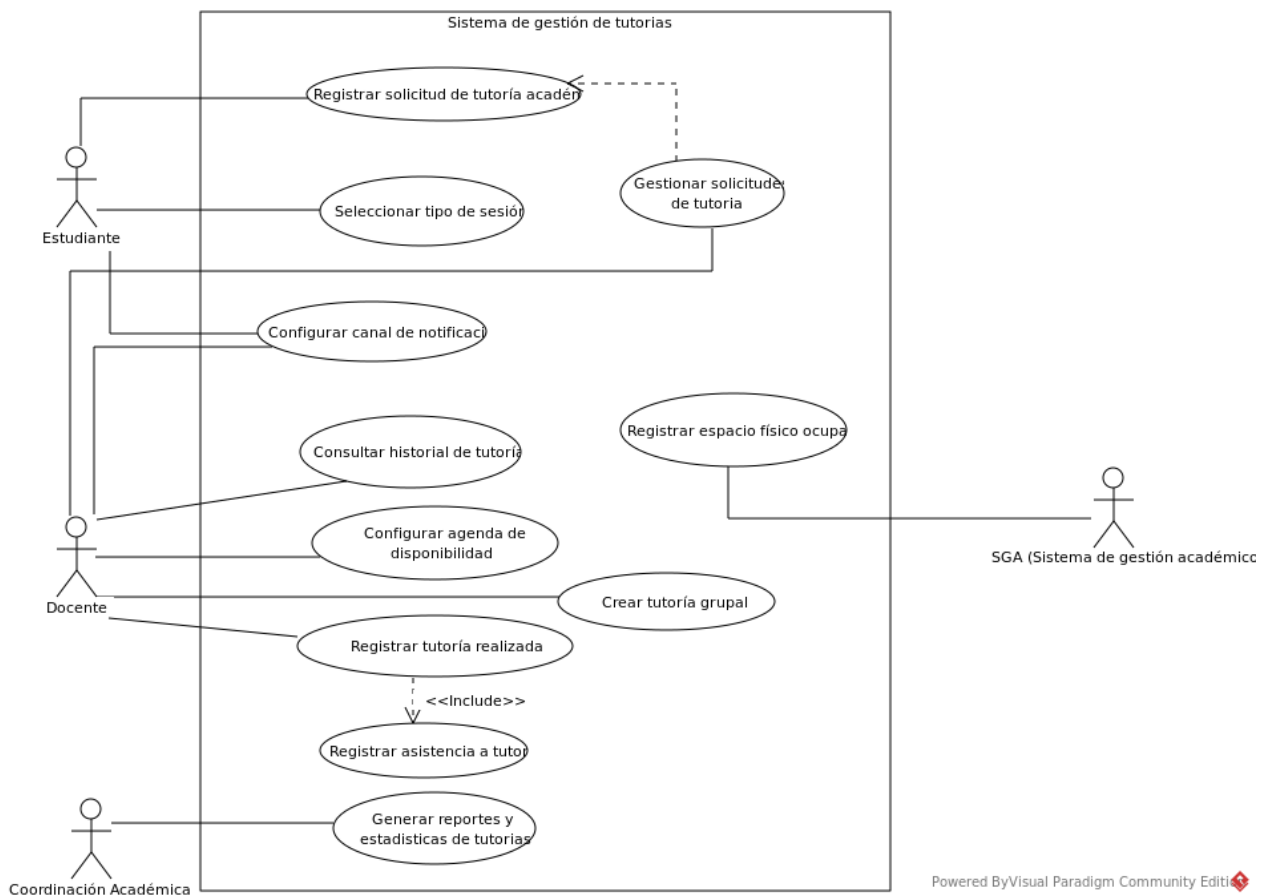 Sistema de gestión de tutorias
Registrar solicitud de tutoría académ
Gestionar solicitudes
de tutoria
Seleccionar tipo de sesión
Estudiante
Configurar canal de notificaci
Consultar historial de tutoría
Registrar espacio físico ocupa
Configurar agenda de
disponibilidad
SGA (Sistema de gestión académico
Crear tutoría grupal
Docente
Registrar tutoría realizada
<<Include>>
Registrar asistencia a tutor
Generar reportes y
estadisticas de tutorias
Coordinación Académica
Powered ByVisual Paradigm Community Editi